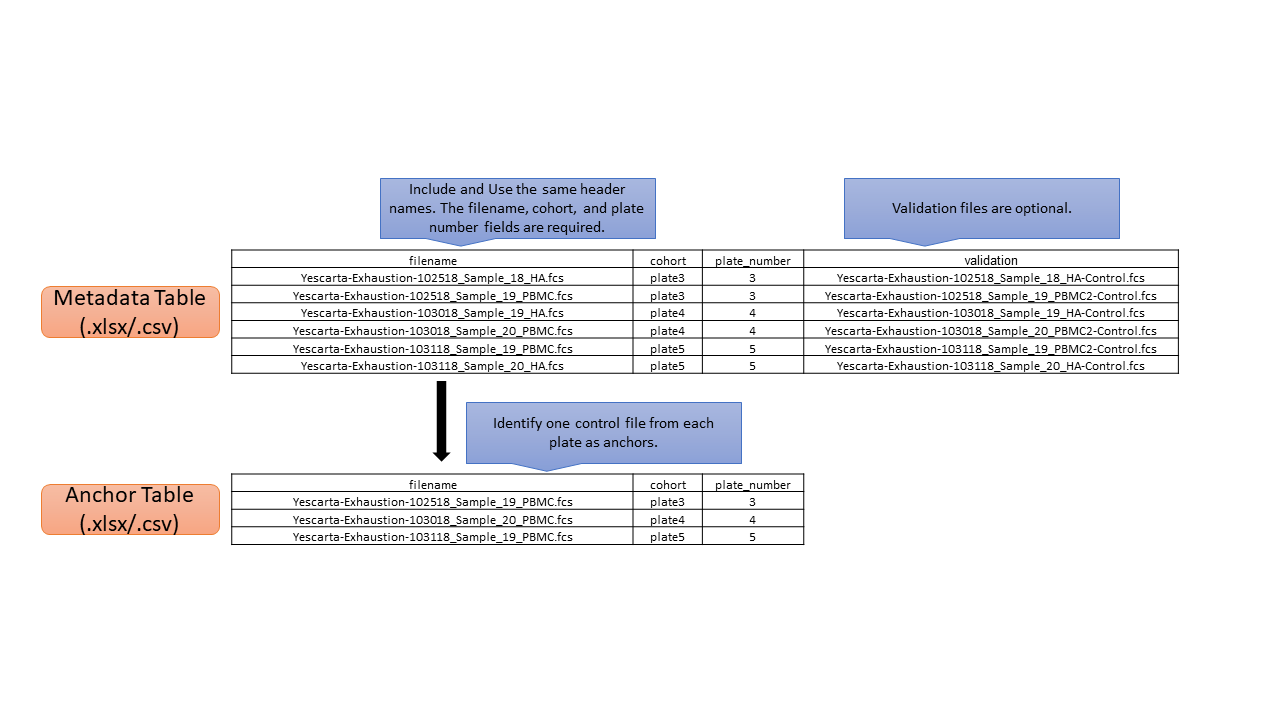 Include and Use the same header
names. The filename, cohort, and plate
number fields are required.
Validation files are optional.
Metadata Table
(.xlsx/.csv)
filename cohort plate_number validation
Yescarta-Exhaustion-102518_Sample_18_HA.fcs plate3 3 Yescarta-Exhaustion-102518_Sample_18_HA-Control.fcs
Yescarta-Exhaustion-102518_Sample_19_PBMC.fcs plate3 3 Yescarta-Exhaustion-102518_Sample_19_PBMC2-Control.fcs
Yescarta-Exhaustion-103018_Sample_19_HA.fcs plate4 4 Yescarta-Exhaustion-103018_Sample_19_HA-Control.fcs
Yescarta-Exhaustion-103018_Sample_20_PBMC.fcs plate4 4 Yescarta-Exhaustion-103018_Sample_20_PBMC2-Control.fcs
Yescarta-Exhaustion-103118_Sample_19_PBMC.fcs plate5 5 Yescarta-Exhaustion-103118_Sample_19_PBMC2-Control.fcs
Yescarta-Exhaustion-103118_Sample_20_HA.fcs plate5 5 Yescarta-Exhaustion-103118_Sample_20_HA-Control.fcs
Identify one control file from each
plate as anchors.
Anchor Table
(.xlsx/.csv)
filename cohort plate_number
Yescarta-Exhaustion-102518_Sample_19_PBMC.fcs plate3 3
Yescarta-Exhaustion-103018_Sample_20_PBMC.fcs plate4 4
Yescarta-Exhaustion-103118_Sample_19_PBMC.fcs plate5 5